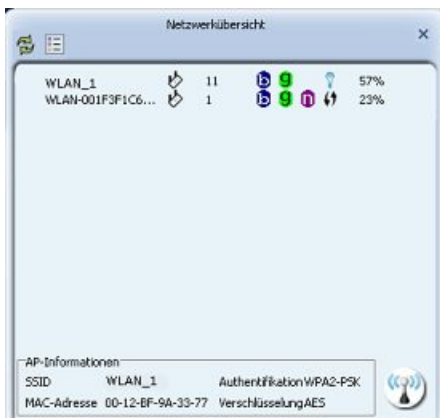 Netzwerkübersicht
WLAN_1 11 b g 57%
WLAN-001F3F1C6... 1 b g n 23%
AP-Informationen
SSID WLAN_1 Authentifikation WPA2-PSK
MAC-Adresse 00-12-BF-9A-33-77 Verschlüsselung AES